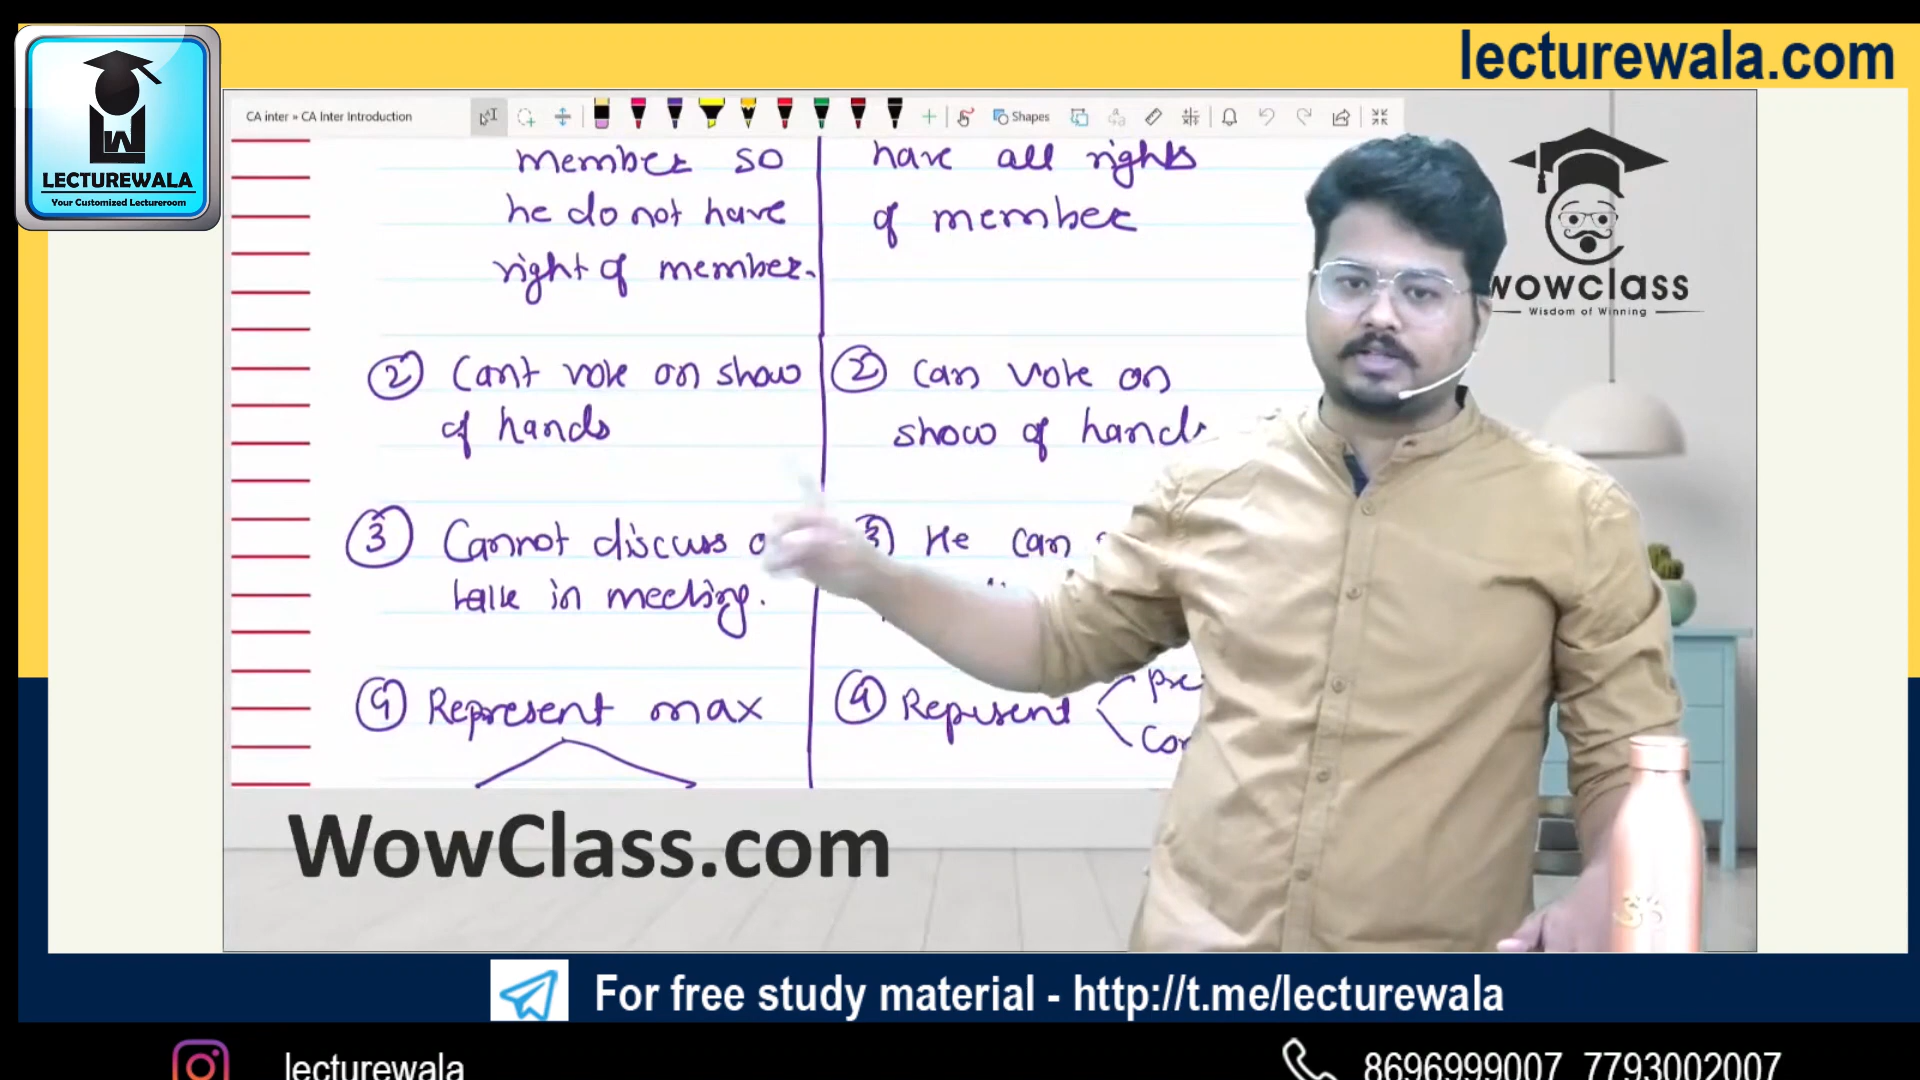 lecturewala.com
LW
LECTUREWALA
Your Customized Lectureroom
CA inter » CA Inter Introduction
Shapes
member so
he do not have
right of member.
have all rights
of member
② Cant vote on show
of hands
② Can vote on
show of hands
③ Cannot discuss
talk in meeting.
③ He can
④ Represent max
④ Represent
wowclass
Wisdom of Winning
WowClass.com
For free study material - http://t.me/lecturewala
lecturewala
8696999007, 7793002007